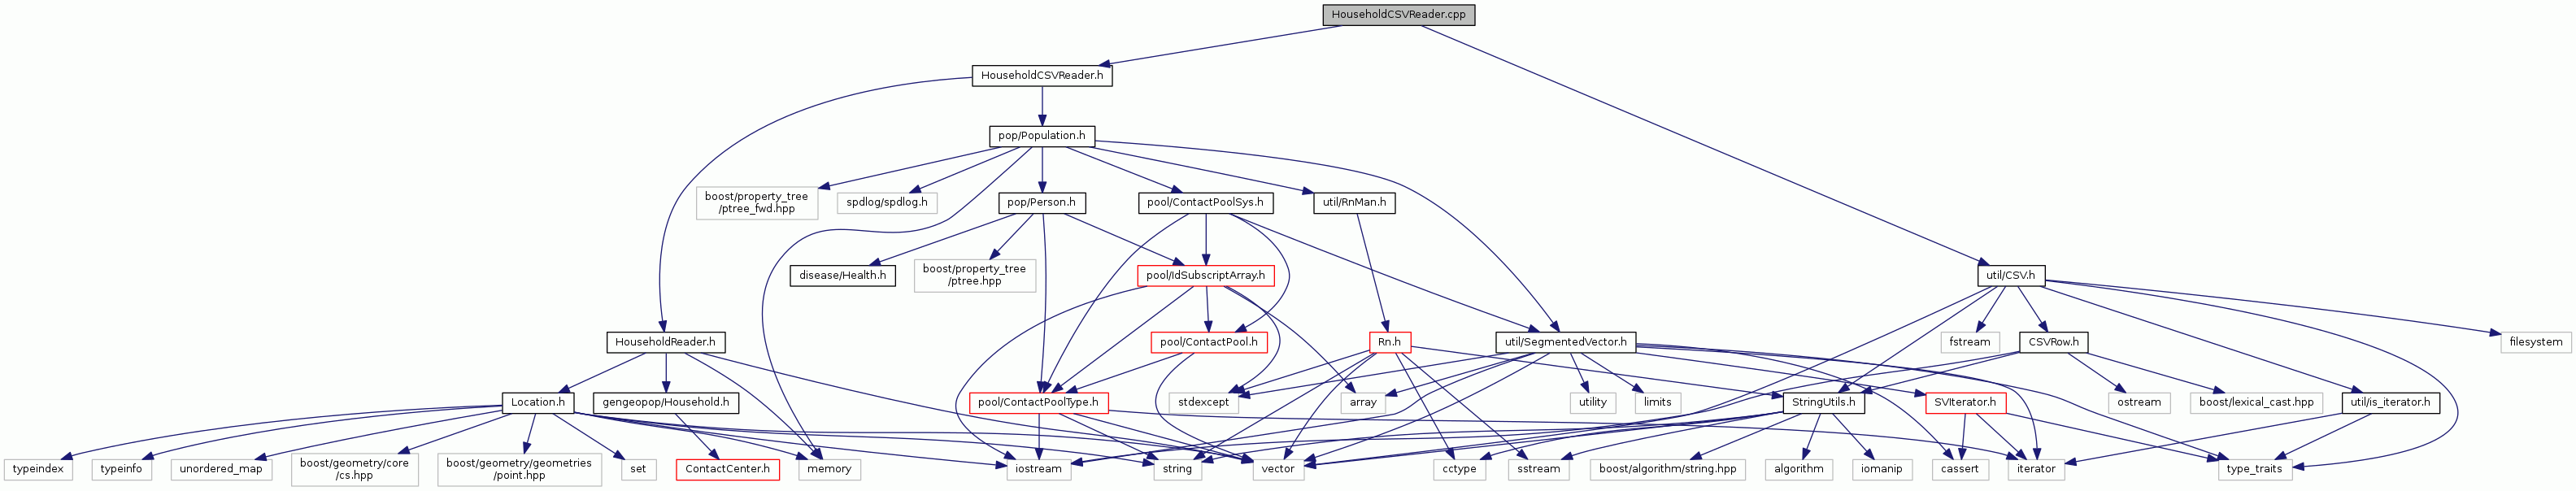 HouseholdCSVReader.cpp
HouseholdCSVReader.h
pop/Population.h
boost/property_tree
/ptree_fwd.hpp
spdlog/spdlog.h
pop/Person.h
pool/ContactPoolSys.h
util/RnMan.h
disease/Health.h
boost/property_tree
/ptree.hpp
pool/IdSubscriptArray.h
util/CSV.h
HouseholdReader.h
pool/ContactPool.h
Rn.h
util/SegmentedVector.h
fstream
CSVRow.h
filesystem
Location.h
gengeopop/Household.h
pool/ContactPoolType.h
stdexcept
array
utility
limits
SVIterator.h
StringUtils.h
ostream
boost/lexical_cast.hpp
util/is_iterator.h
typeindex
typeinfo
unordered_map
boost/geometry/core
/cs.hpp
boost/geometry/geometries
/point.hpp
set
ContactCenter.h
memory
iostream
string
vector
cctype
sstream
boost/algorithm/string.hpp
algorithm
iomanip
cassert
iterator
type_traits